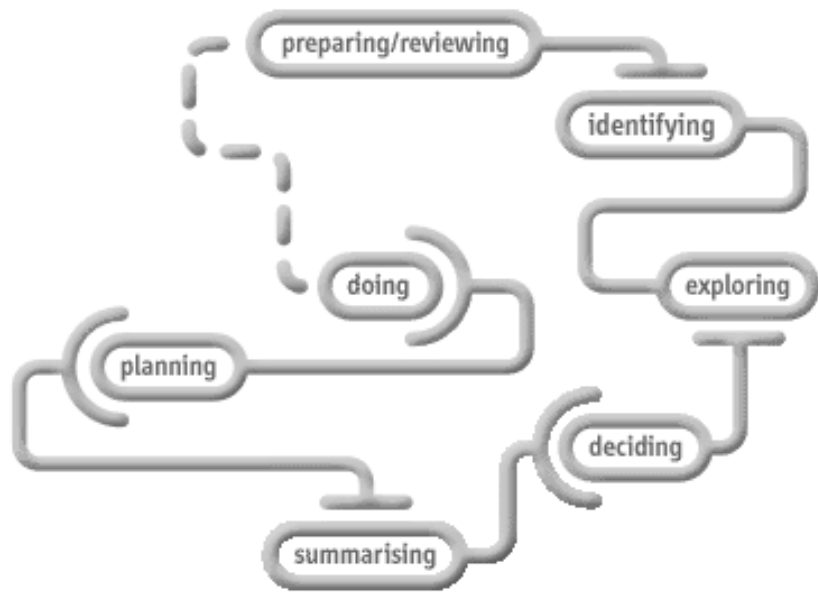 preparing/reviewing
identifying
doing
exploring
planning
deciding
summarising